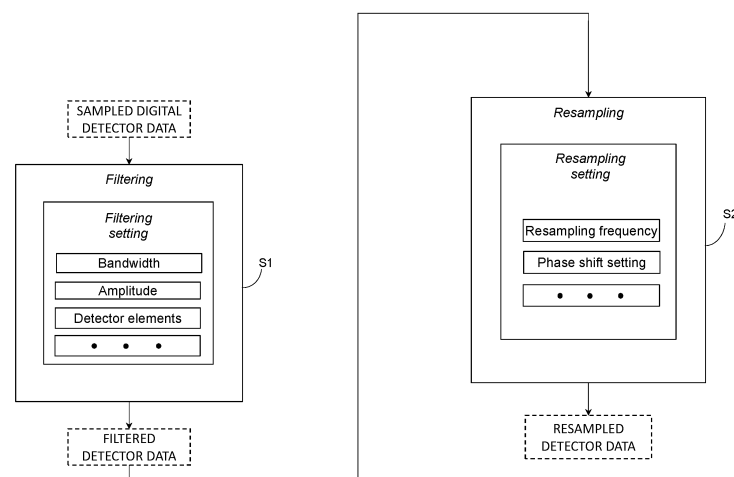 SAMPLED DIGITAL
DETECTOR DATA
Filtering
Filtering
setting
Bandwidth
Amplitude
Detector elements
S1
FILTERED
DETECTOR DATA
Resampling
Resampling
setting
Resampling frequency
Phase shift setting
S2
RESAMPLED
DETECTOR DATA